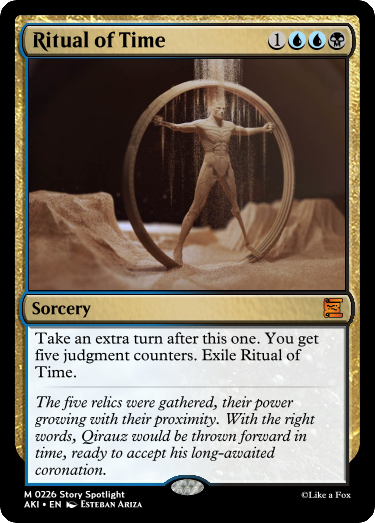 Ritual of Time
1
Sorcery
Take an extra turn after this one. You get
five judgment counters. Exile Ritual of
Time.
The five relics were gathered, their power
growing with their proximity. With the right
words, Qirauz would be thrown forward in
time, ready to accept his long-awaited
coronation.
M 0226 Story Spotlight
AKI • EN Esteban Ariza
©Like a Fox